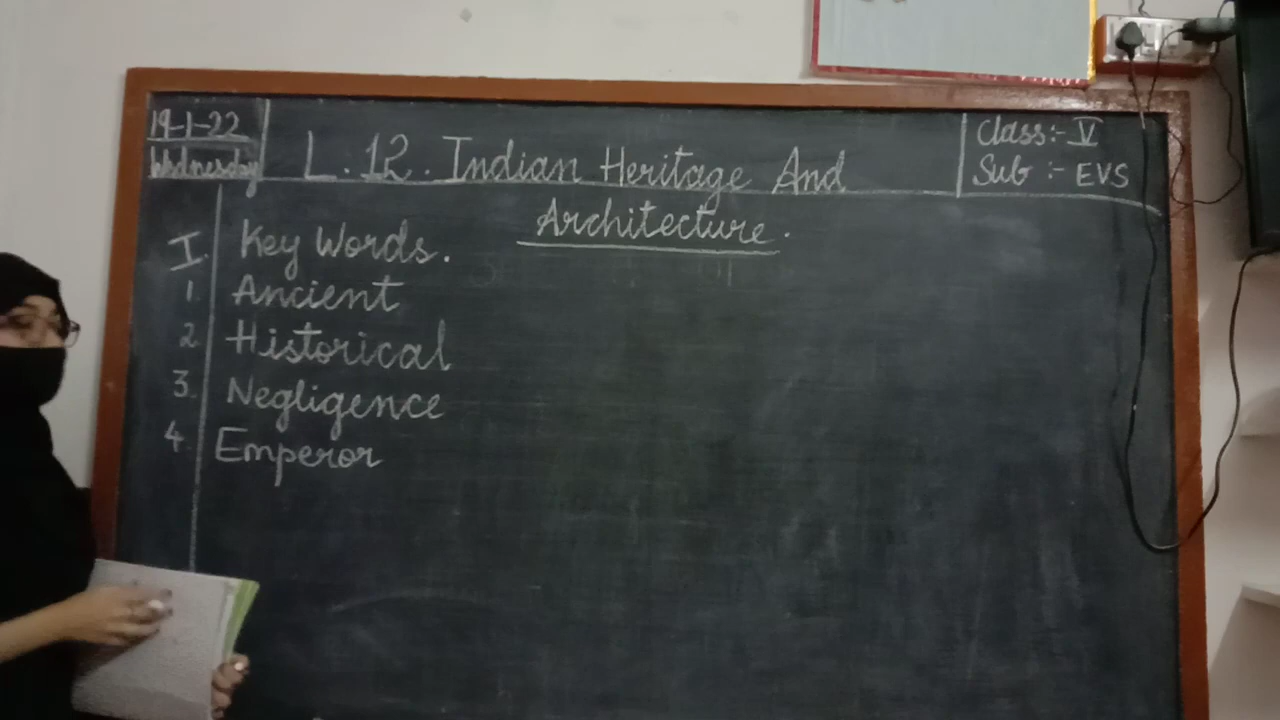 19-1-22
Wednesday
L. 12. Indian Heritage And
Architecture.
Class:- V
Sub :- EVS
I. Key Words.
1. Ancient
2. Historical
3. Negligence
4. Emperor